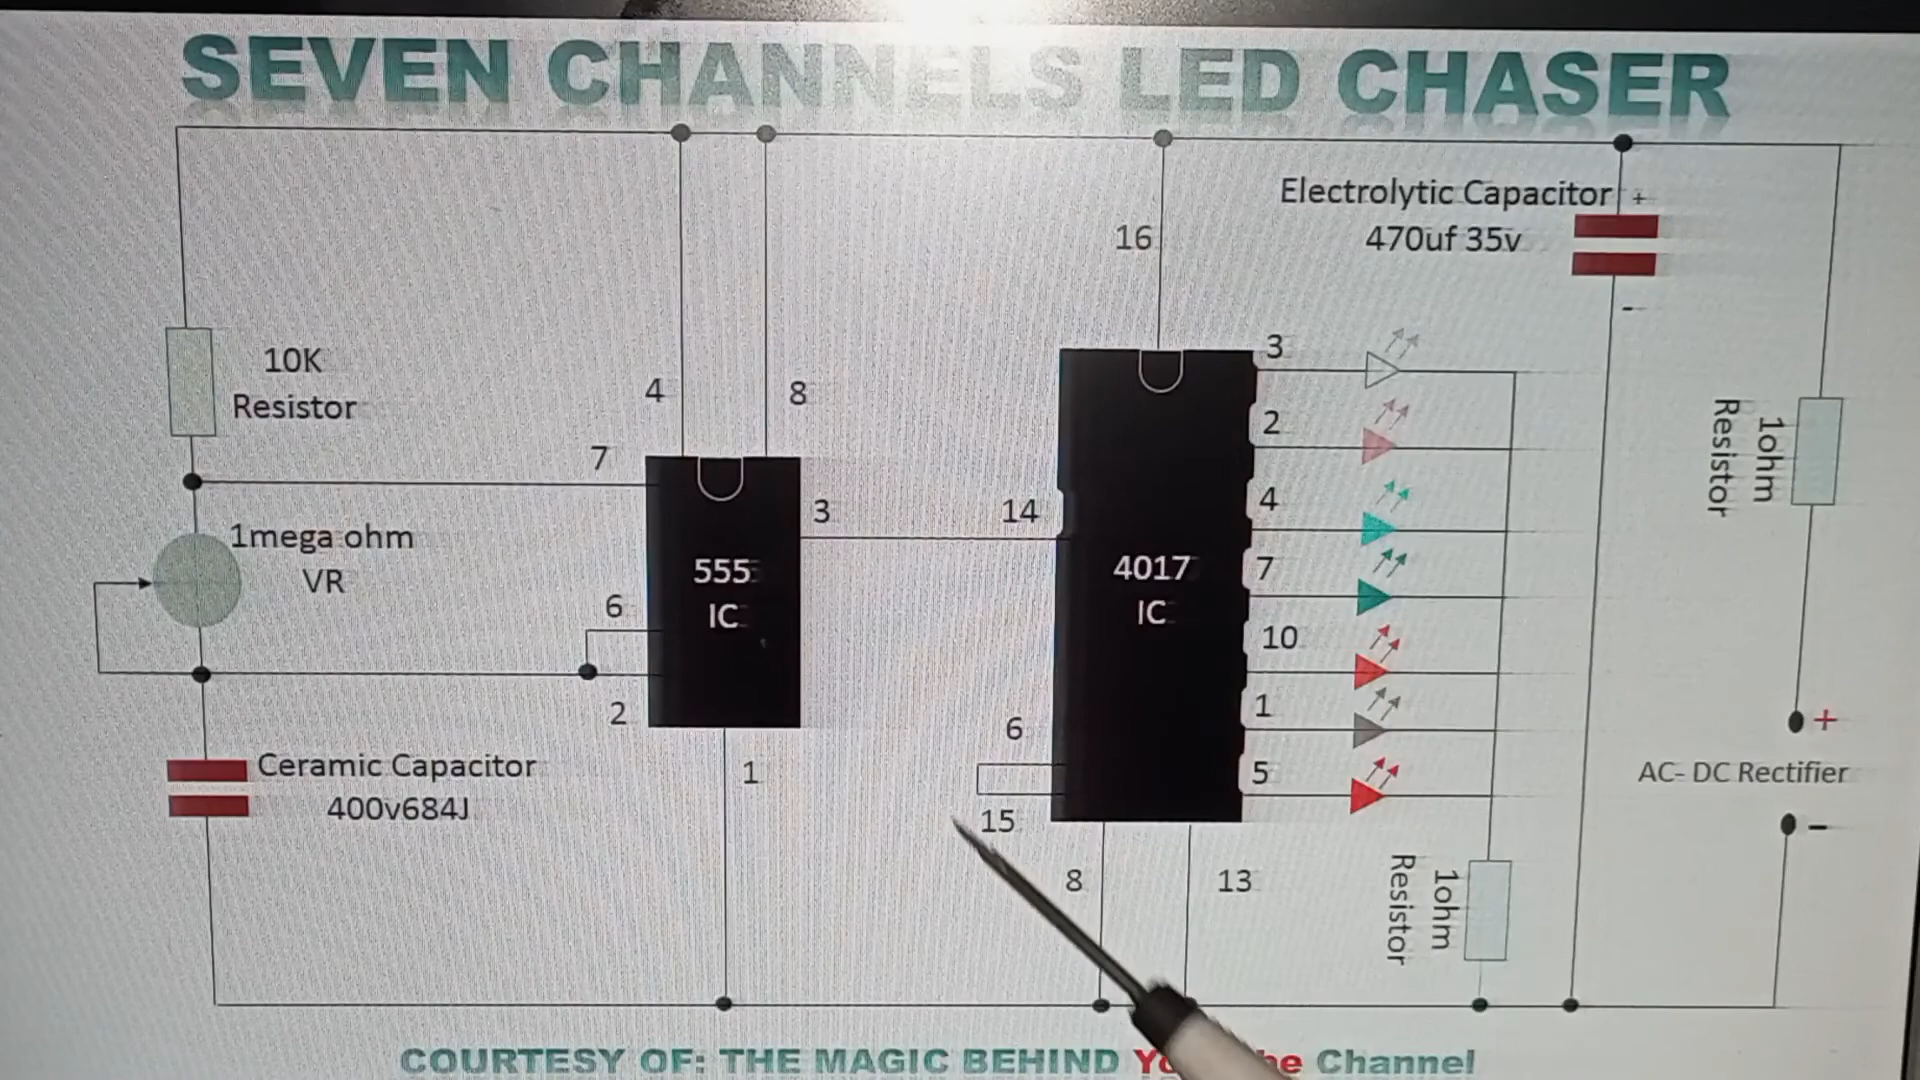 SEVEN CHANNELS LED CHASER
Electrolytic Capacitor +
470uf 35v
-
16
10K
Resistor
4
8
7
3
14
1mega ohm
VR
555
IC
6
2
1
Ceramic Capacitor
400v684J
4017
IC
3
2
4
7
10
1
5
6
15
8
13
1ohm
Resistor
1ohm
Resistor
+
AC- DC Rectifier
-
COURTESY OF: THE MAGIC BEHIND Channel